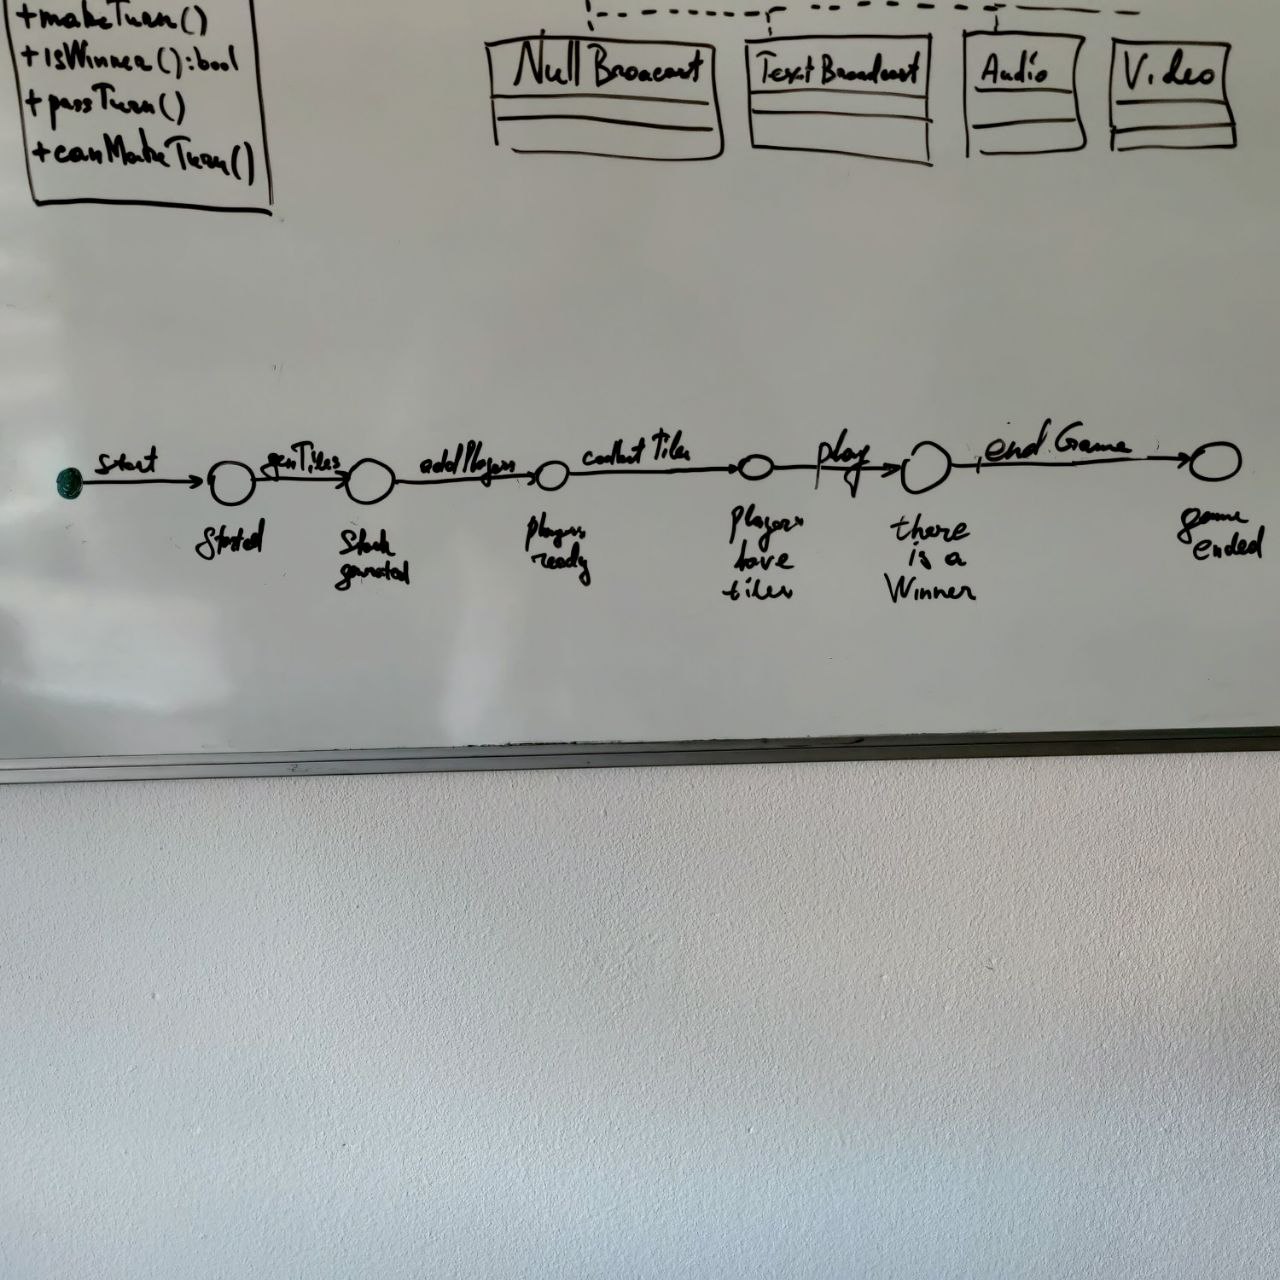 +makeTurn()
+isWinner():bool
+passTurn()
+canMakeTurn()
Null Broacast
Text Broadcast
Audio
Video
start
genTiles
addPlayers
collect Tiles
play
end Game
Started
Stack
genrated
players
ready
Players
have
tiles
there
is a
Winner
game
ended